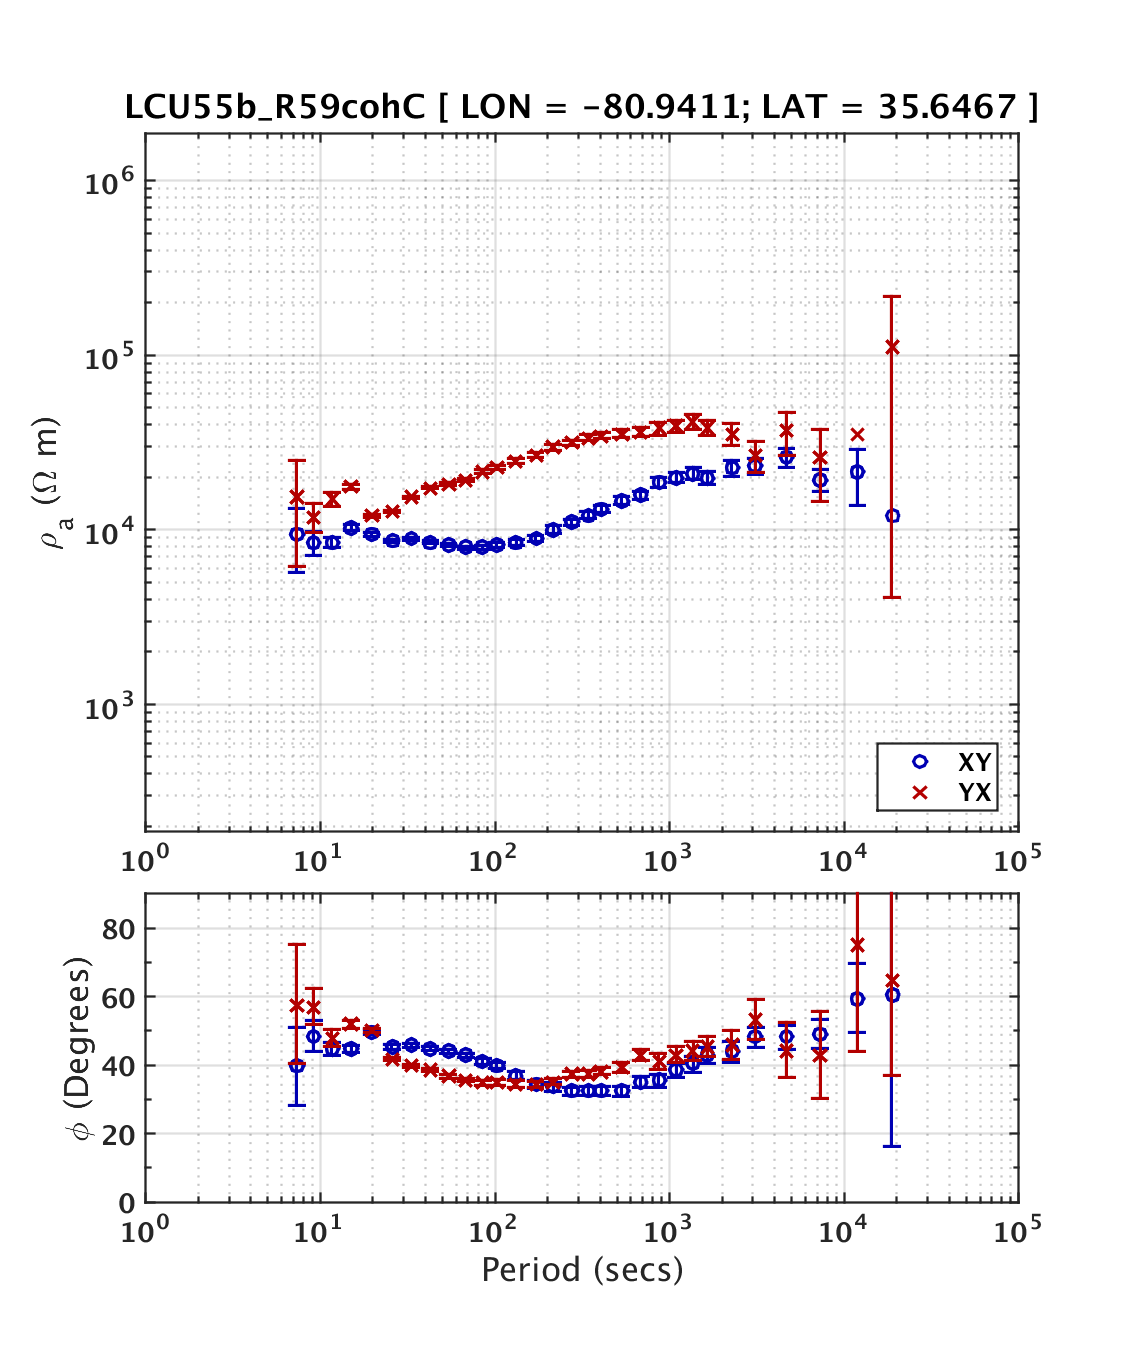 LCU55b_R59cohC [ LON = -80.9411; LAT = 35.6467 ]
10^6
10^5
10^4
10^3
ρ_a (Ω m)
XY
YX
10^0 10^1 10^2 10^3 10^4 10^5
80
60
40
20
0
ϕ (Degrees)
10^0 10^1 10^2 10^3 10^4 10^5
Period (secs)